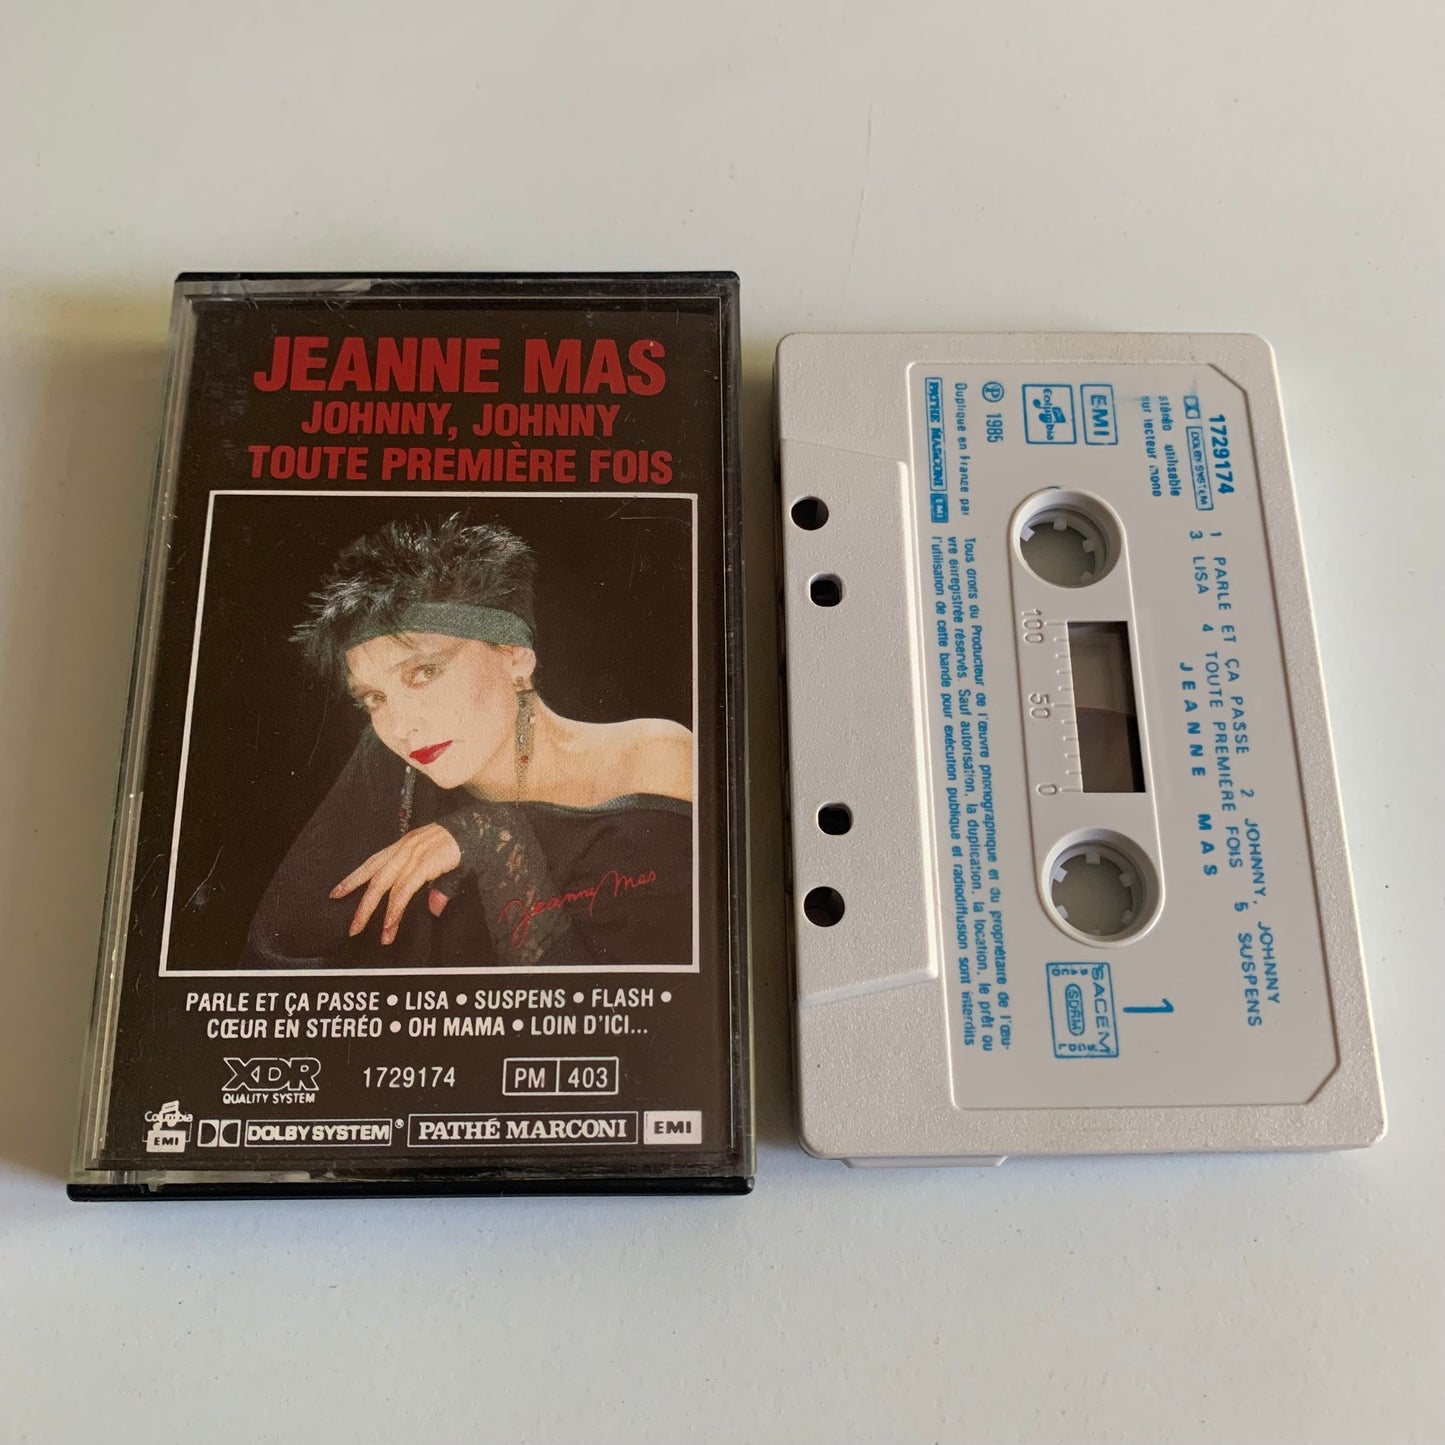 JEANNE MAS
JOHNNY, JOHNNY
TOUTE PREMIÈRE FOIS
Jeanny Mas
PARLE ET ÇA PASSE • LISA • SUSPENS • FLASH •
CŒUR EN STÉRÉO • OH MAMA • LOIN D'ICI...
XDR
QUALITY SYSTEM
1729174
PM 403
Columbia
EMI
DOLBY SYSTEM ®
PATHÉ MARCONI
EMI
1729174
DOLBY SYSTEM
stéréo utilisable
sur lecteur mono
EMI
Columbia
Ⓟ 1985
Dupliqué en France par
PATHÉ MARCONI EMI
1 PARLE ET ÇA PASSE 2 JOHNNY, JOHNNY
3 LISA 4 TOUTE PREMIÈRE FOIS 5 SUSPENS
JEANNE MAS
100 50 0
1
SACEM
SDRM
Tous droits du Producteur de l'œuvre phonographique et du propriétaire de l'œu-
vre enregistrée réservés. Sauf autorisation, la duplication, la location, le prêt ou
l'utilisation de cette bande pour exécution publique et radiodiffusion sont interdits